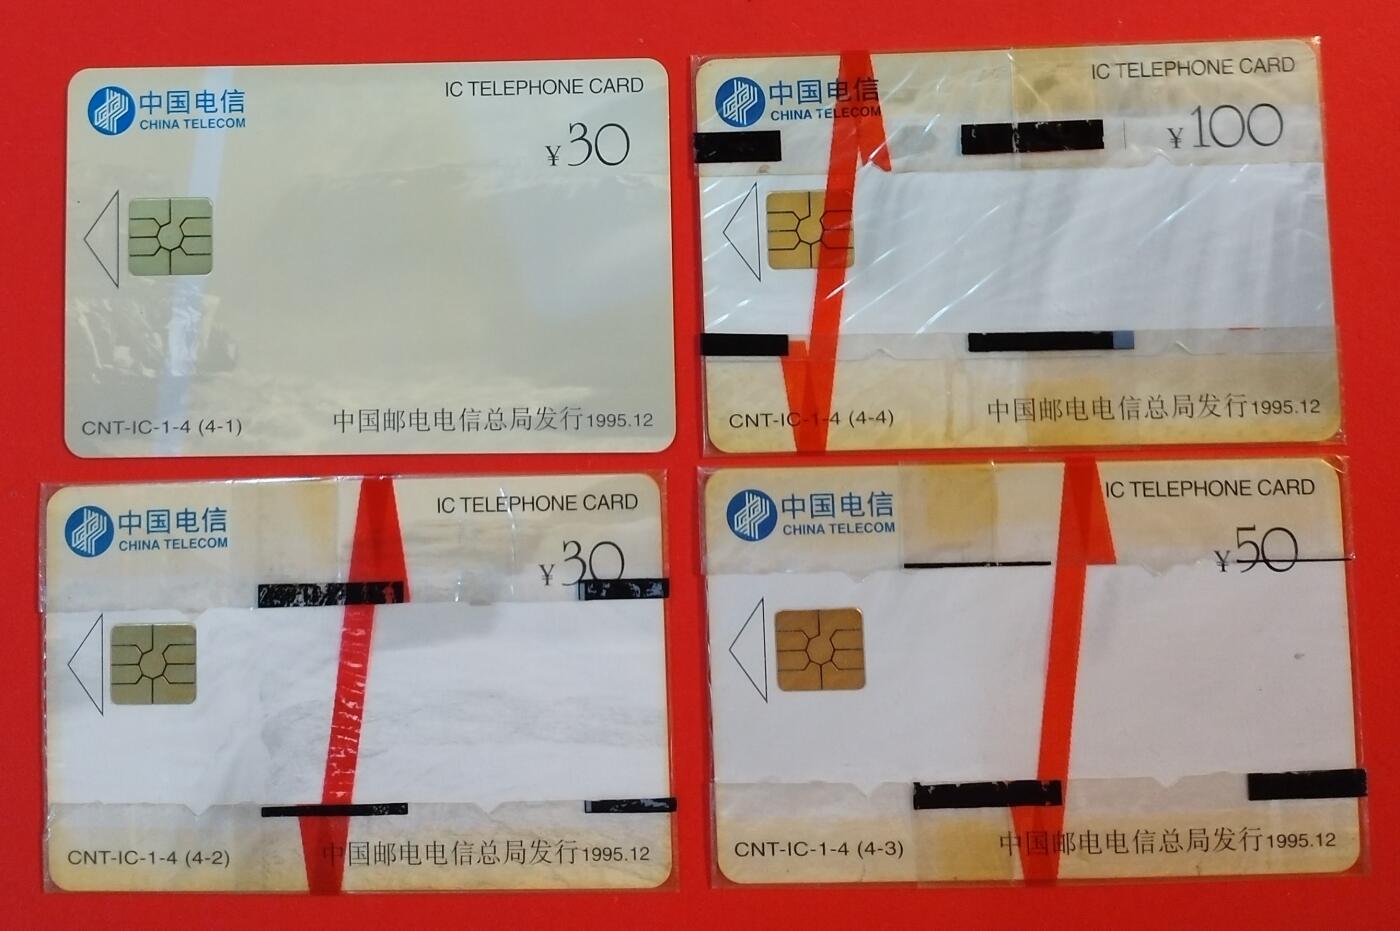 中国电信
CHINA TELECOM
IC TELEPHONE CARD
¥30
CNT-IC-1-4 (4-1)
中国邮电电信总局发行1995.12
中国电信
CHINA TELECOM
IC TELEPHONE CARD
¥100
CNT-IC-1-4 (4-4)
中国邮电电信总局发行1995.12
中国电信
CHINA TELECOM
IC TELEPHONE CARD
¥30
CNT-IC-1-4 (4-2)
中国邮电电信总局发行1995.12
中国电信
CHINA TELECOM
IC TELEPHONE CARD
¥50
CNT-IC-1-4 (4-3)
中国邮电电信总局发行1995.12